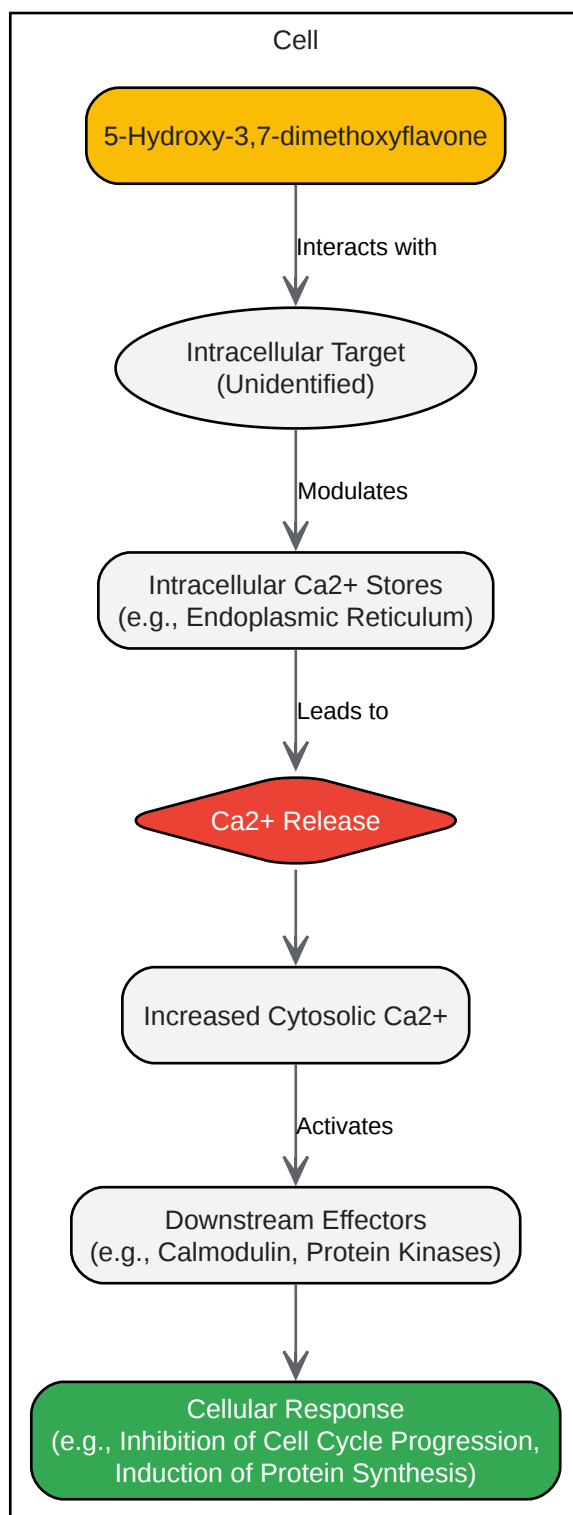 Cell
5-Hydroxy-3,7-dimethoxyflavone
Interacts with
Intracellular Target
(Unidentified)
Modulates
Intracellular Ca2+ Stores
(e.g., Endoplasmic Reticulum)
Leads to
Ca2+ Release
Increased Cytosolic Ca2+
Activates
Downstream Effectors
(e.g., Calmodulin, Protein Kinases)
Cellular Response
(e.g., Inhibition of Cell Cycle Progression,
Induction of Protein Synthesis)